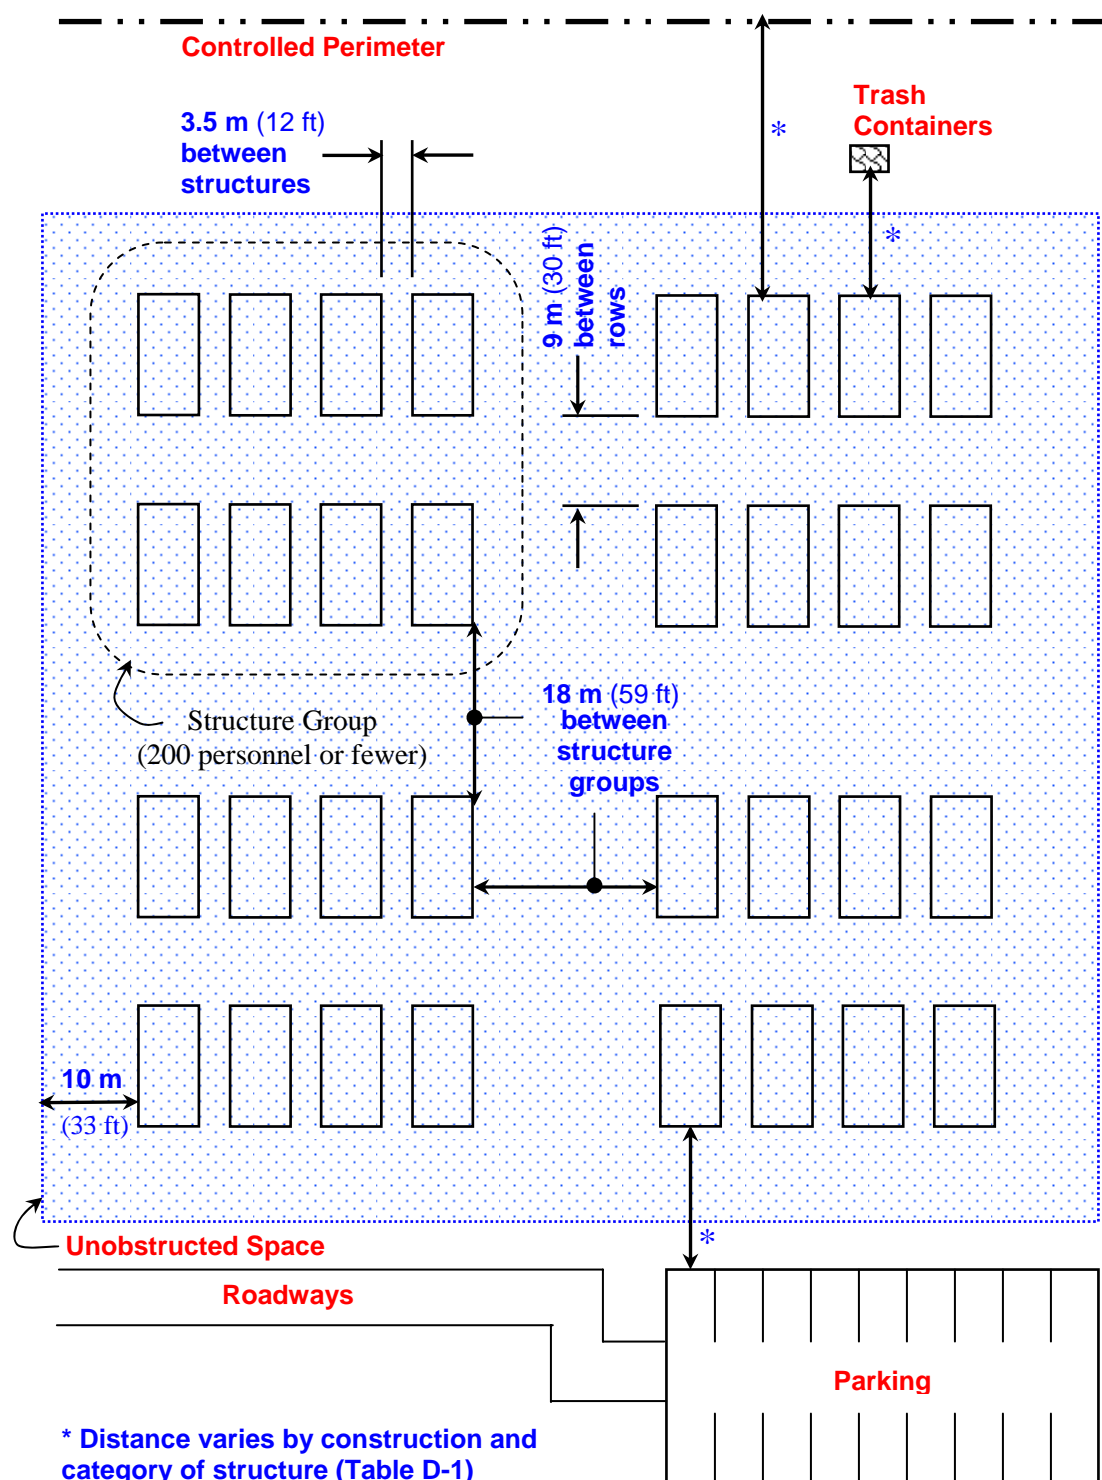 Controlled Perimeter
Trash
Containers
3.5 m (12 ft)
between
structures
*
*
9 m (30 ft)
between
rows
18 m (59 ft)
between
structure
groups
Structure Group
(200 personnel or fewer)
10 m
(33 ft)
*
Unobstructed Space
Roadways
Parking
* Distance varies by construction and
category of structure (Table D-1)